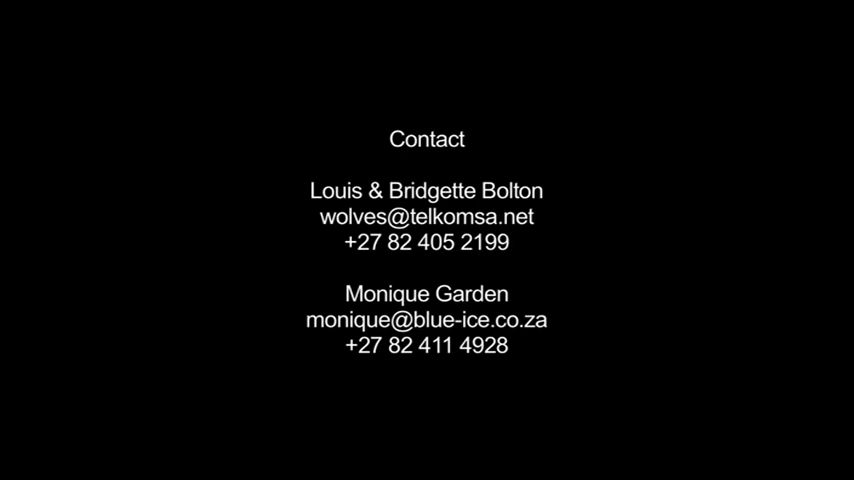 Contact
Louis & Bridgette Bolton
wolves@telkomsa.net
+27 82 405 2199
Monique Garden
monique@blue-ice.co.za
+27 82 411 4928